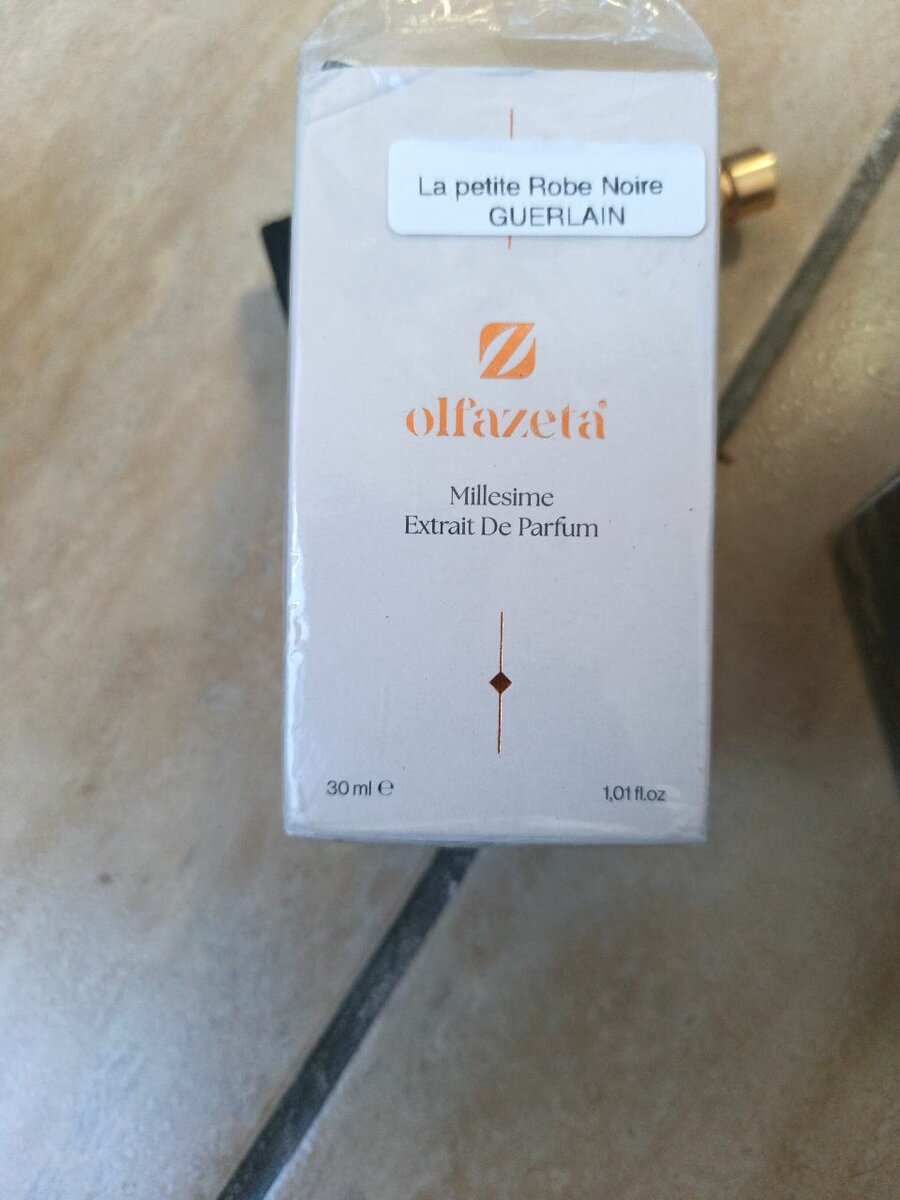 La petite Robe Noire
GUERLAIN
olfazeta
Millesime
Extrait De Parfum
30 ml ℮
1,01 fl.oz